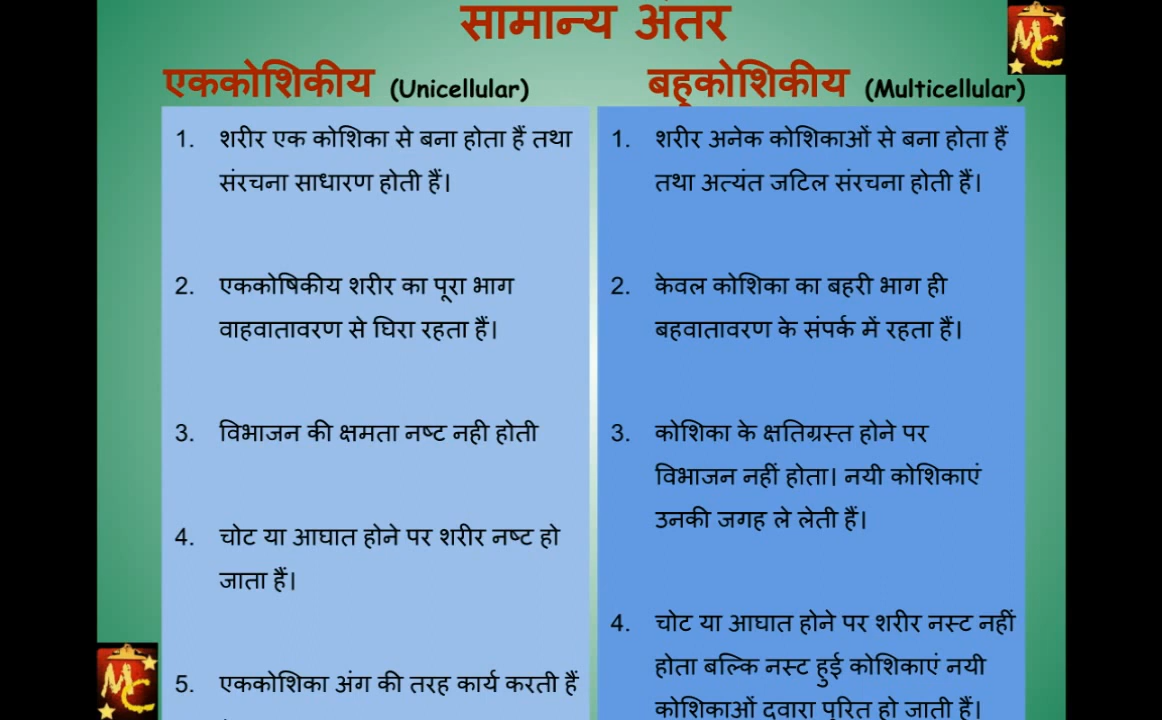 सामान्य अंतर
एककोशिकीय (Unicellular)
1. शरीर एक कोशिका से बना होता हैं तथा
संरचना साधारण होती हैं।
2. एककोषिकीय शरीर का पूरा भाग
वाहवातावरण से घिरा रहता हैं।
3. विभाजन की क्षमता नष्ट नही होती
4. चोट या आघात होने पर शरीर नष्ट हो
जाता हैं।
5. एककोशिका अंग की तरह कार्य करती हैं
बहुकोशिकीय (Multicellular)
1. शरीर अनेक कोशिकाओं से बना होता हैं
तथा अत्यंत जटिल संरचना होती हैं।
2. केवल कोशिका का बहरी भाग ही
बहवातावरण के संपर्क में रहता हैं।
3. कोशिका के क्षतिग्रस्त होने पर
विभाजन नहीं होता। नयी कोशिकाएं
उनकी जगह ले लेती हैं।
4. चोट या आघात होने पर शरीर नस्ट नहीं
होता बल्कि नस्ट हुई कोशिकाएं नयी
कोशिकाओं दवारा पूरित हो जाती हैं।
MC
MC